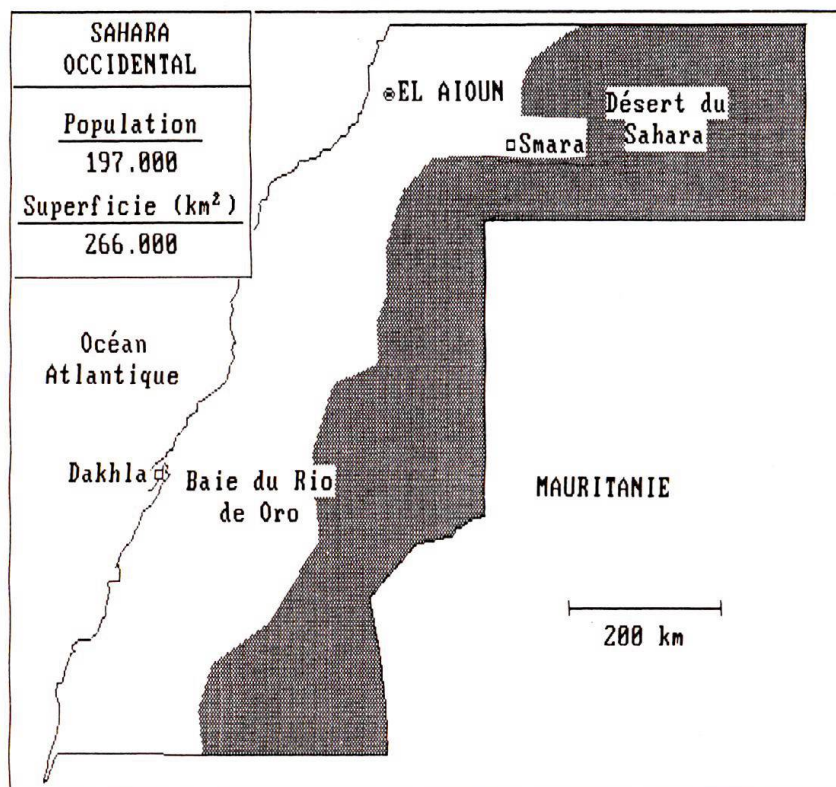 SAHARA
OCCIDENTAL
Population
197.000
Superficie (km²)
266.000
EL AIOUN
Désert du
Sahara
Smara
Océan
Atlantique
Dakhla
Baie du Rio
de Oro
MAURITANIE
200 km